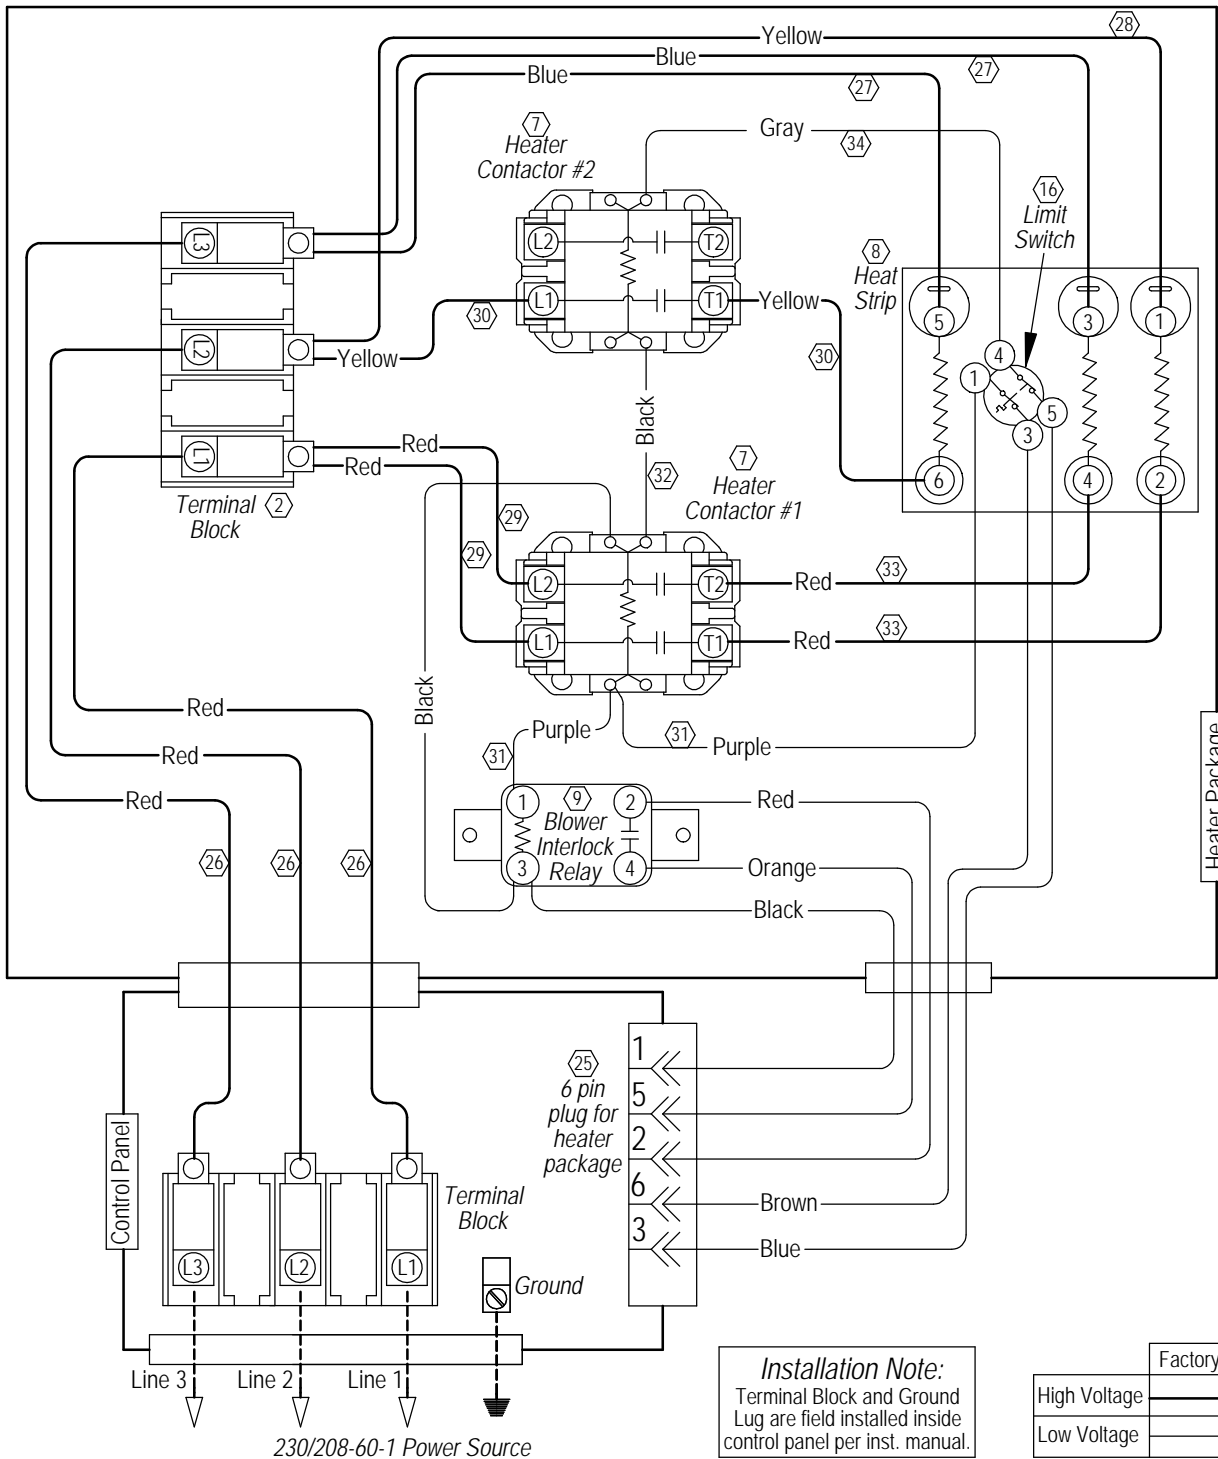 Yellow
28
Blue
27
Blue
27
7
Heater
Contactor #2
Gray
34
16
Limit
Switch
8
Heat
Strip
L3
L2
T2
L1
T1
Yellow
30
30
5
3
1
4
1
5
3
6
4
2
L2
Yellow
Black
32
L1
Red
Red
Terminal
Block
2
29
29
7
Heater
Contactor #1
L2
T2
Red
33
L1
T1
Red
33
Black
Purple
31
31
Purple
Red
Red
Red
26
26
26
1
9
2
Blower
Interlock
Relay
3
4
Red
Orange
Black
Heater Package
Control Panel
25
6 pin
plug for
heater
package
1
5
2
6
3
Brown
Blue
Terminal
Block
L3
L2
L1
Ground
Line 3
Line 2
Line 1
230/208-60-1 Power Source
Installation Note:
Terminal Block and Ground
Lug are field installed inside
control panel per inst. manual.
Factory
High Voltage
Low Voltage